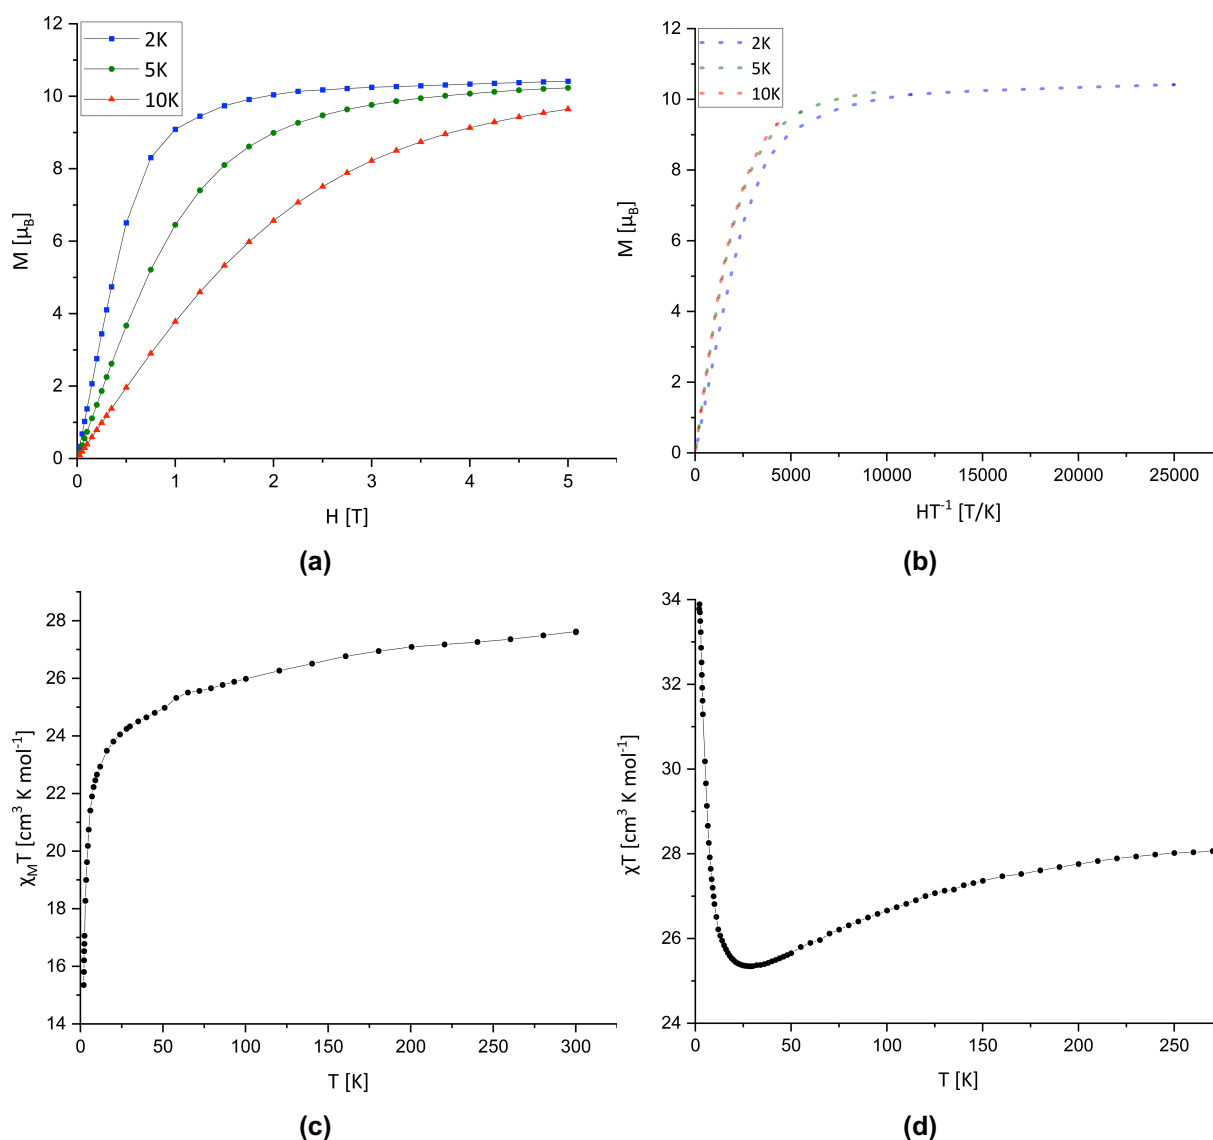 12
10
8
6
4
2
0
M [μB]
2K
5K
10K
0 1 2 3 4 5
H [T]
(a)
12
10
8
6
4
2
0
M [μB]
2K
5K
10K
0 5000 10000 15000 20000 25000
HT-1 [T/K]
(b)
28
26
24
22
20
18
16
14
χMT [cm3 K mol-1]
0 50 100 150 200 250 300
T [K]
(c)
34
32
30
28
26
24
χT [cm3 K mol-1]
0 50 100 150 200 250
T [K]
(d)